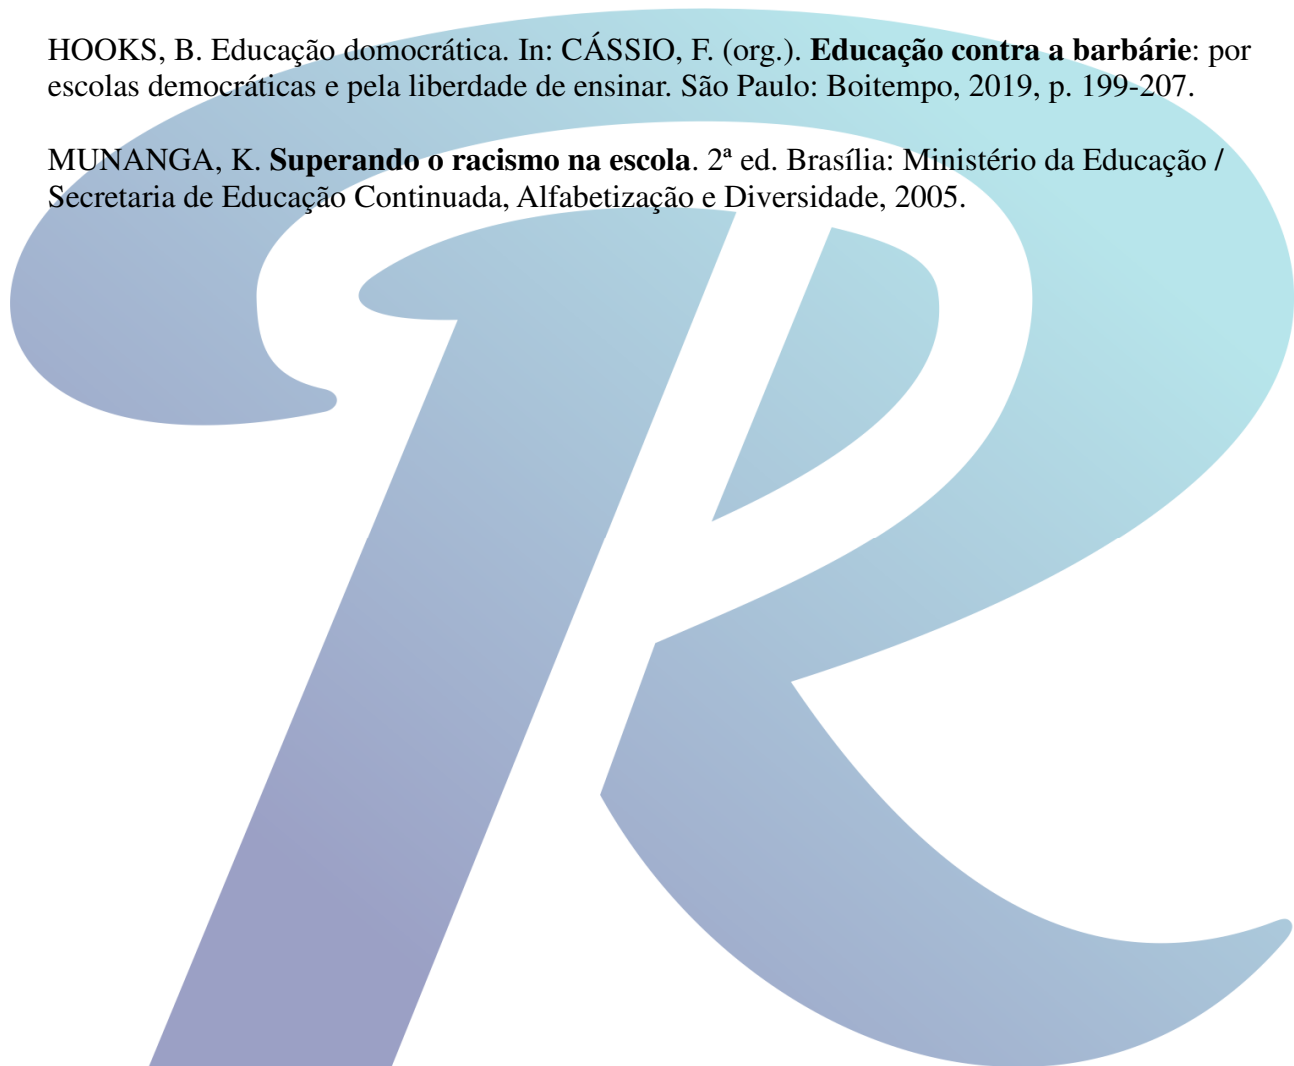 HOOKS, B. Educação domocrática. In: CÁSSIO, F. (org.). Educação contra a barbárie: por
escolas democráticas e pela liberdade de ensinar. São Paulo: Boitempo, 2019, p. 199-207.
MUNANGA, K. Superando o racismo na escola. 2ª ed. Brasília: Ministério da Educação /
Secretaria de Educação Continuada, Alfabetização e Diversidade, 2005.
R